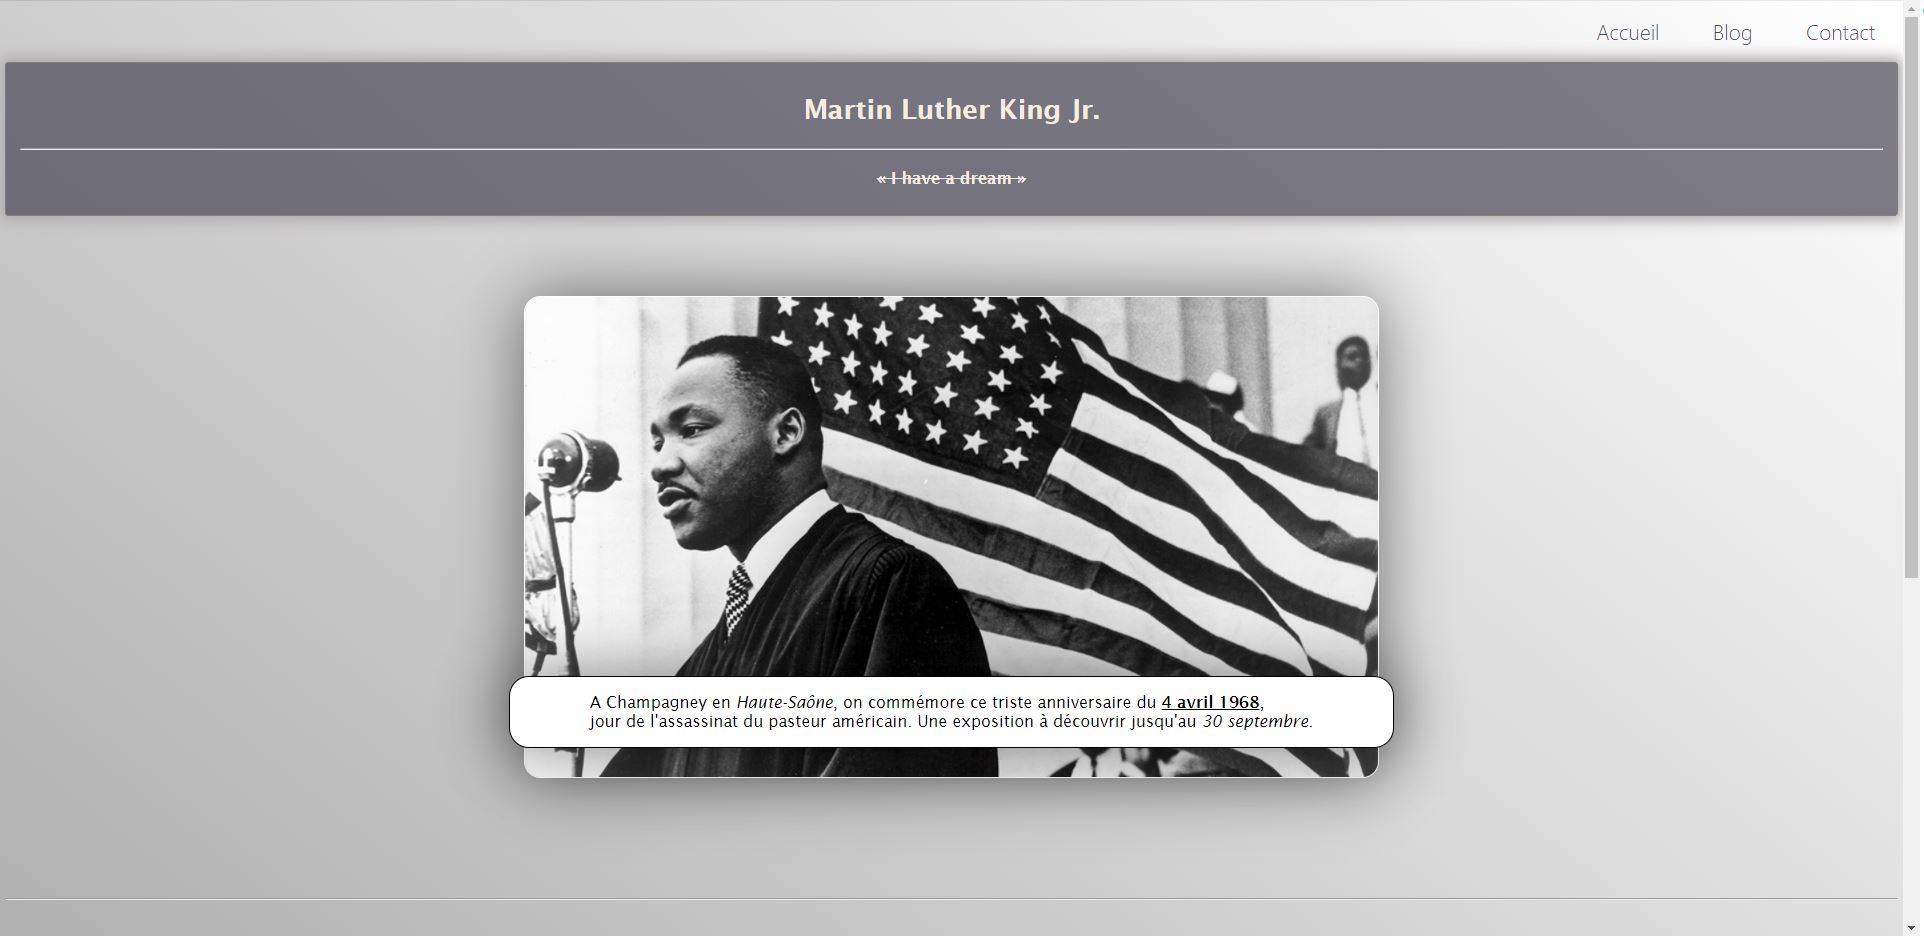 Accueil Blog Contact
Martin Luther King Jr.
« I have a dream »
A Champagney en Haute-Saône, on commémore ce triste anniversaire du 4 avril 1968,
jour de l'assassinat du pasteur américain. Une exposition à découvrir jusqu'au 30 septembre.